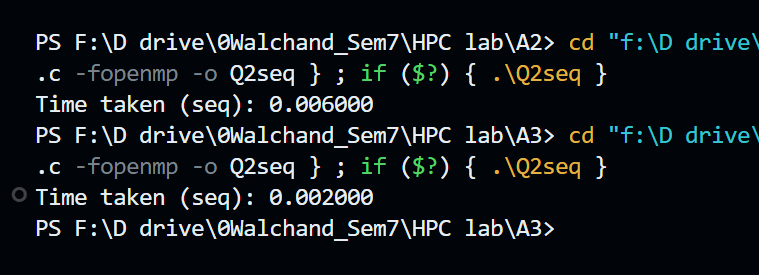 PS F:\D drive\0Walchand_Sem7\HPC lab\A2> cd "f:\D drive\
.c -fopenmp -o Q2seq } ; if ($?) { .\Q2seq }
Time taken (seq): 0.006000
PS F:\D drive\0Walchand_Sem7\HPC lab\A3> cd "f:\D drive\
.c -fopenmp -o Q2seq } ; if ($?) { .\Q2seq }
Time taken (seq): 0.002000
PS F:\D drive\0Walchand_Sem7\HPC lab\A3>